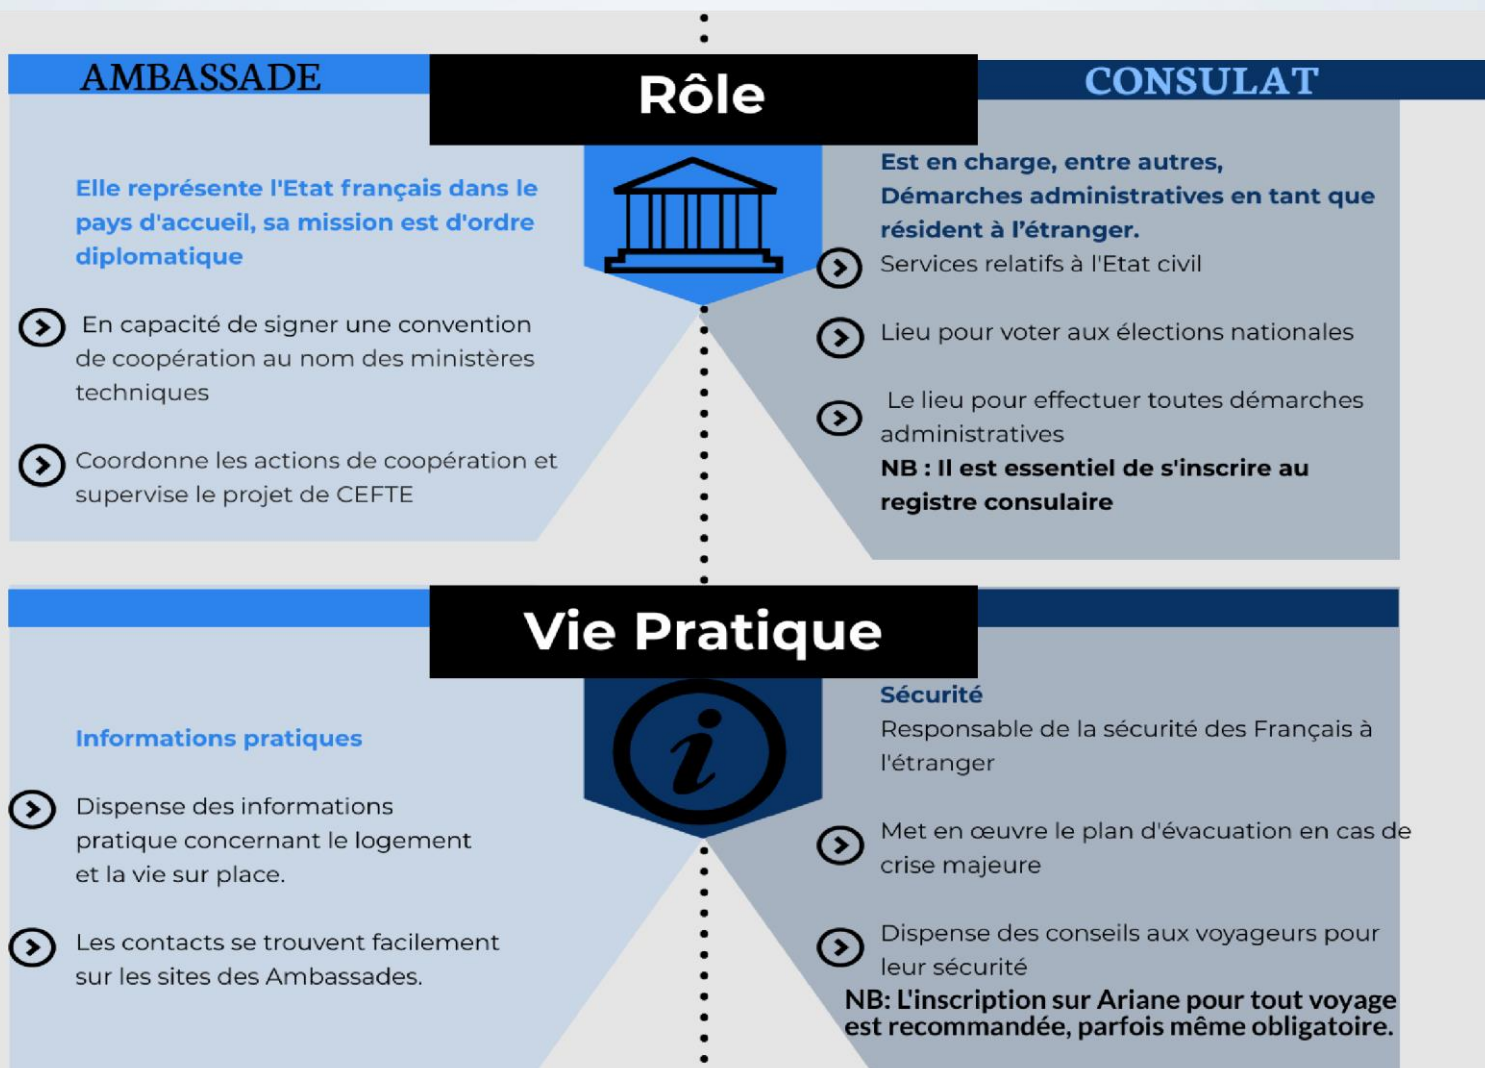 AMBASSADE
Rôle
CONSULAT
Elle représente l'Etat français dans le
pays d'accueil, sa mission est d'ordre
diplomatique
En capacité de signer une convention
de coopération au nom des ministères
techniques
Coordonne les actions de coopération et
supervise le projet de CEFTE
Est en charge, entre autres,
Démarches administratives en tant que
résident à l’étranger.
Services relatifs à l'Etat civil
Lieu pour voter aux élections nationales
Le lieu pour effectuer toutes démarches
administratives
NB : Il est essentiel de s'inscrire au
registre consulaire
Vie Pratique
Informations pratiques
Dispense des informations
pratique concernant le logement
et la vie sur place.
Les contacts se trouvent facilement
sur les sites des Ambassades.
i
Sécurité
Responsable de la sécurité des Français à
l'étranger
Met en œuvre le plan d'évacuation en cas de
crise majeure
Dispense des conseils aux voyageurs pour
leur sécurité
NB: L'inscription sur Ariane pour tout voyage
est recommandée, parfois même obligatoire.